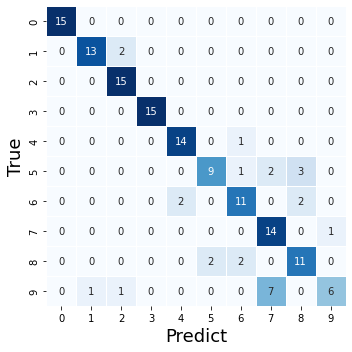 0 15 0 0 0 0 0 0 0 0 0
1 0 13 2 0 0 0 0 0 0 0
2 0 0 15 0 0 0 0 0 0 0
3 0 0 0 15 0 0 0 0 0 0
4 0 0 0 0 14 0 1 0 0 0
5 0 0 0 0 0 9 1 2 3 0
6 0 0 0 0 2 0 11 0 2 0
7 0 0 0 0 0 0 0 14 0 1
8 0 0 0 0 0 2 2 0 11 0
9 0 1 1 0 0 0 0 7 0 6
0 1 2 3 4 5 6 7 8 9
True
Predict